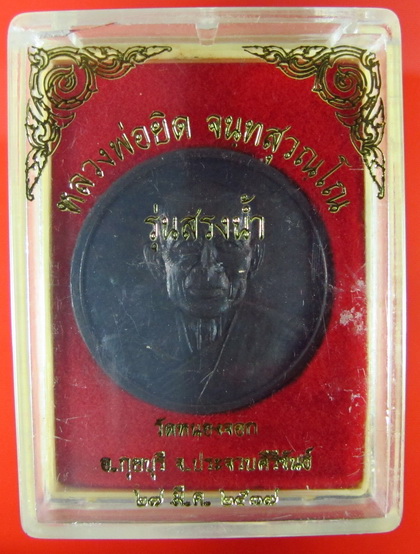 หลวงพ่อยิด จนฺทสุวณฺโณ
รุ่นสรงน้ำ
วัดหนองจอก
อ.กุยบุรี จ.ประจวบคีรีขันธ์
๒๗ มี.ค. ๒๕๓๗